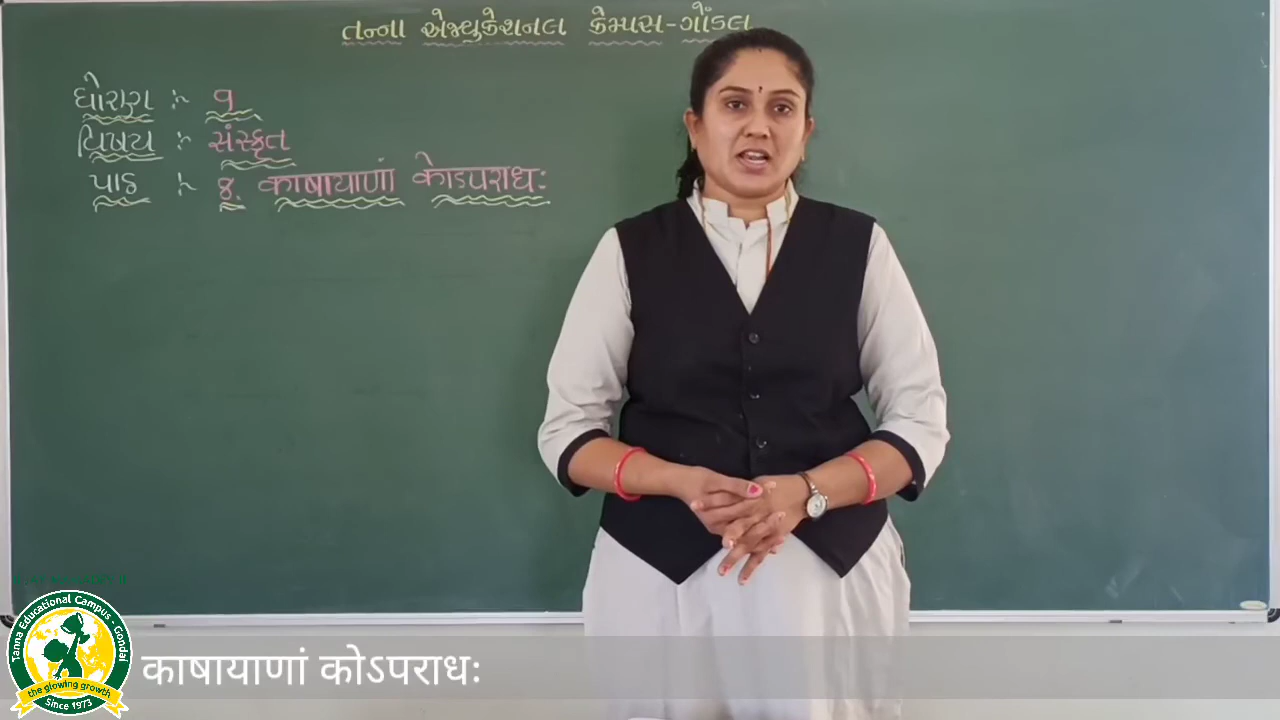 તન્ના એજ્યુકેશનલ કેમ્પસ-ગોંડલ
ધોરણ :- ૧
વિષય :- સંસ્કૃત
પાઠ :- ૪. काषायाणां कोऽपराधः
Tanna Educational Campus - Gondal
the glowing growth
Since 1973
काषायाणां कोऽपराधः